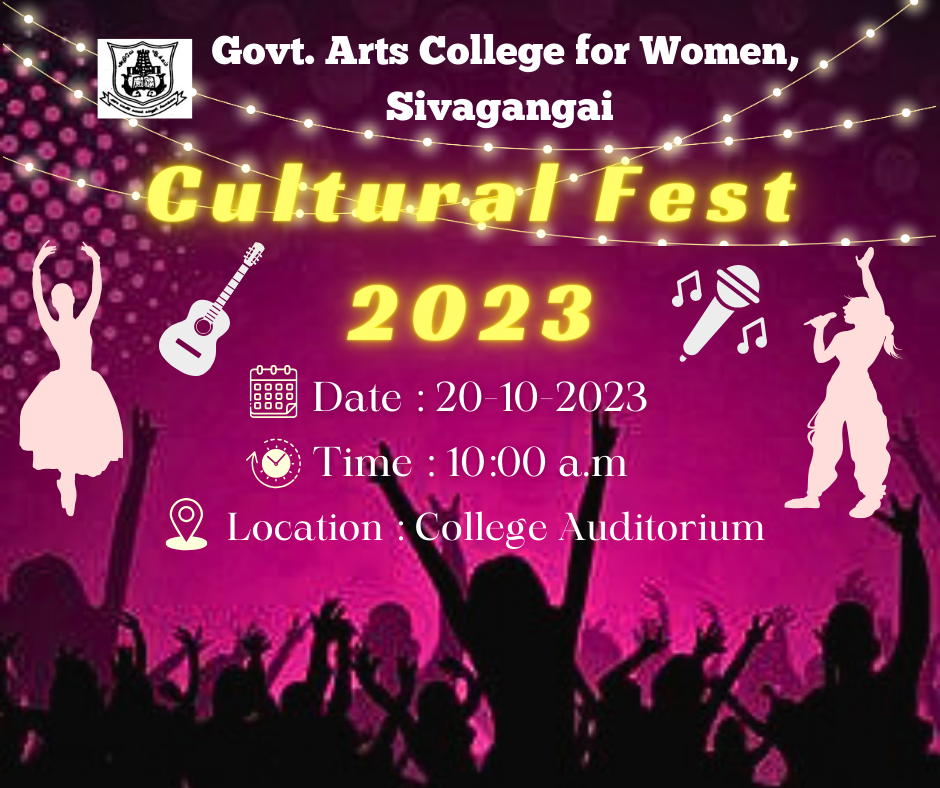 Govt. Arts College for Women,
Sivagangai
Cultural Fest
2023
Date : 20-10-2023
Time : 10:00 a.m
Location : College Auditorium